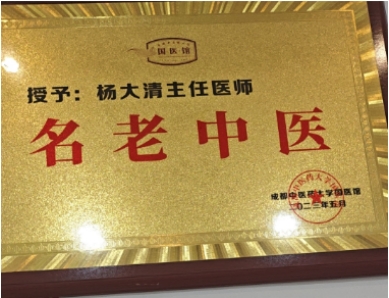 国·医·馆
授予：杨大清主任医师
名老中医
成都中医药大学国医馆
二〇二三年五月